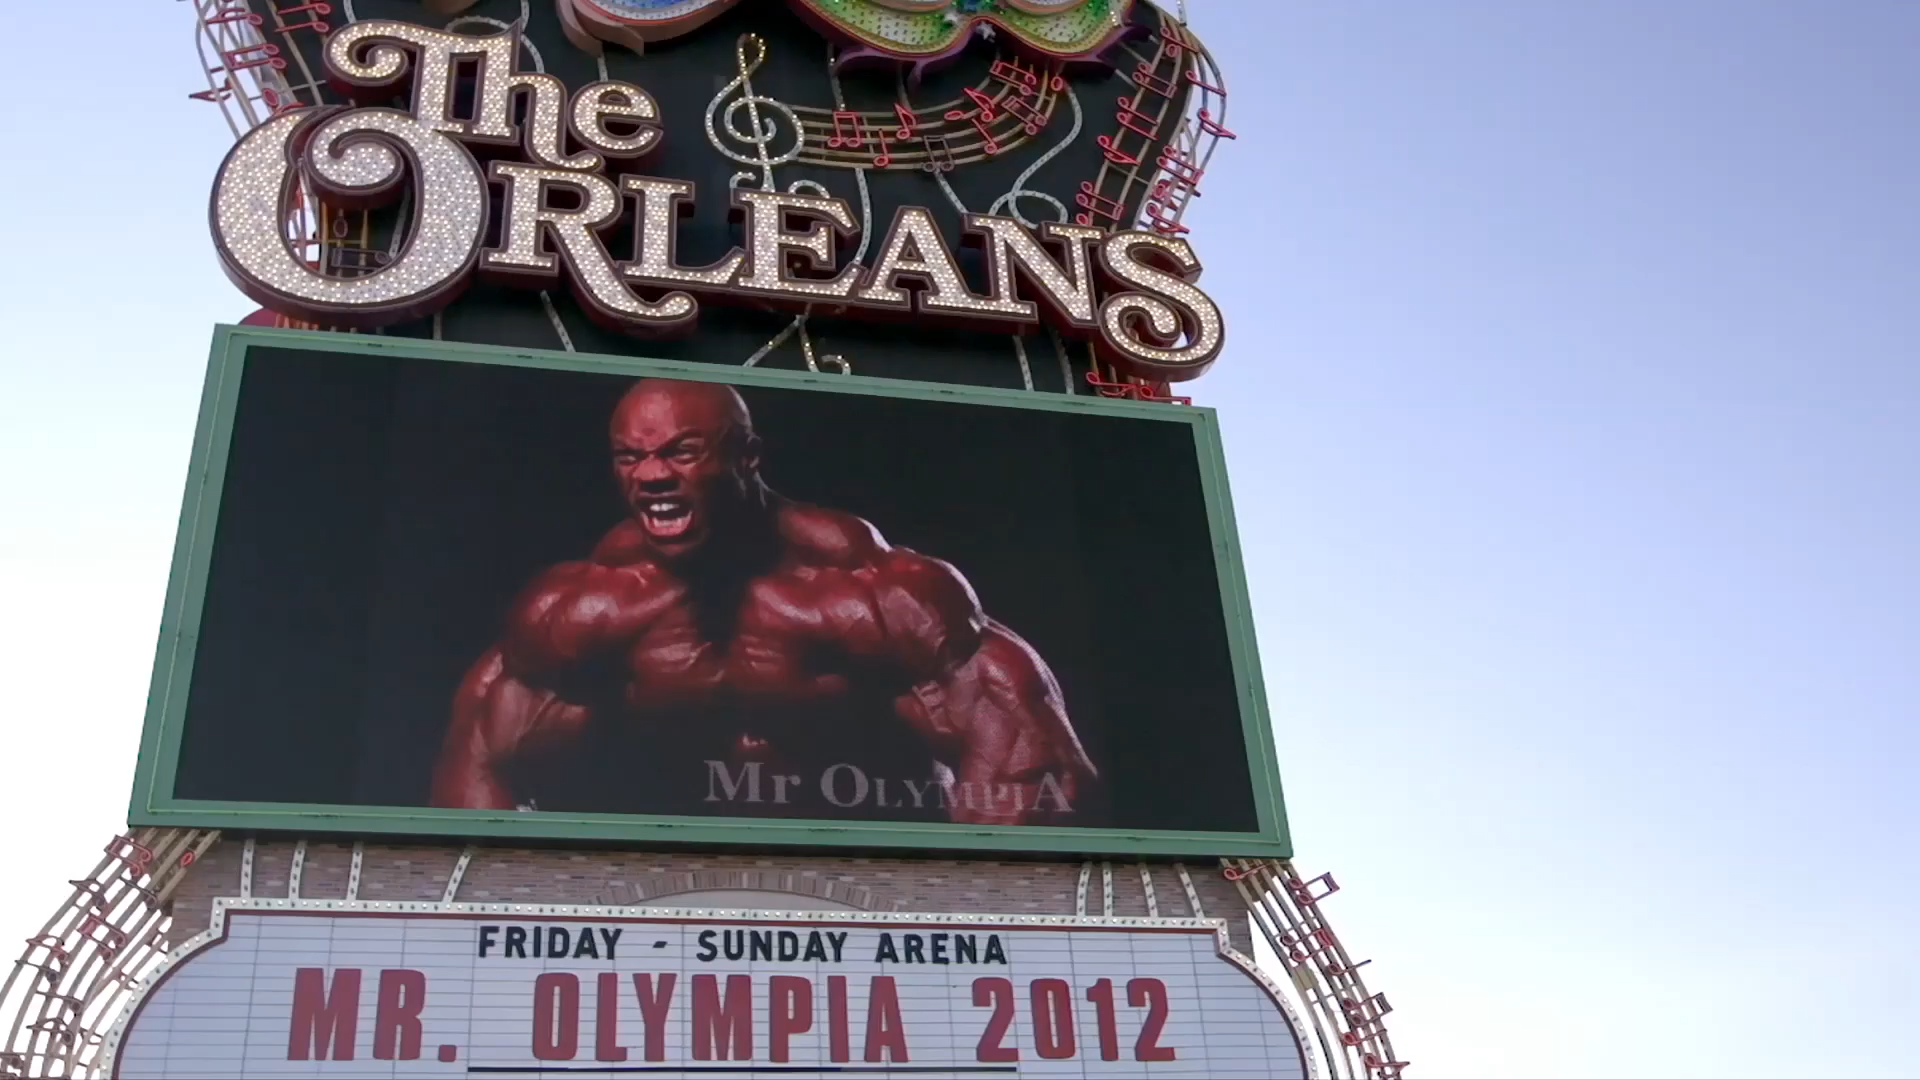 The
ORLEANS
Mr OLYMPIA
FRIDAY - SUNDAY ARENA
MR. OLYMPIA 2012